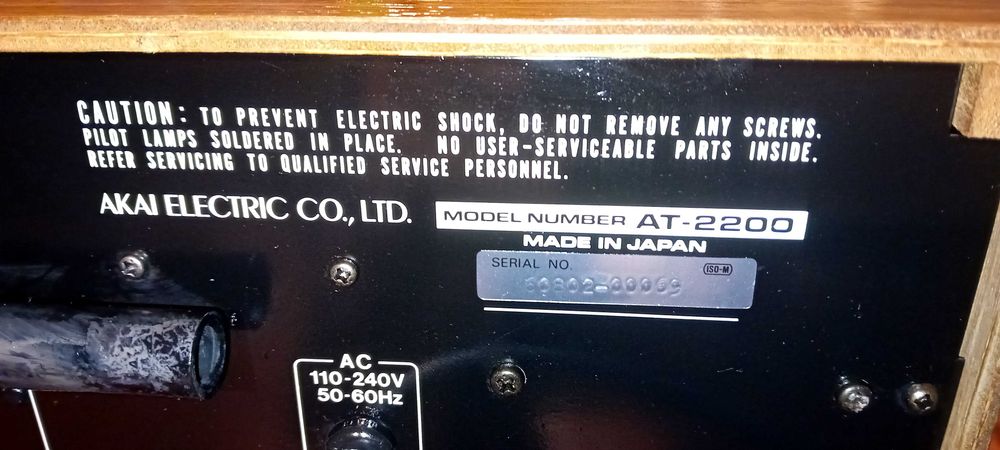 CAUTION: TO PREVENT ELECTRIC SHOCK, DO NOT REMOVE ANY SCREWS.
PILOT LAMPS SOLDERED IN PLACE. NO USER-SERVICEABLE PARTS INSIDE.
REFER SERVICING TO QUALIFIED SERVICE PERSONNEL.
AKAI ELECTRIC CO., LTD. MODEL NUMBER AT-2200
MADE IN JAPAN
SERIAL NO. ISO-M
AC
110-240V
50-60Hz